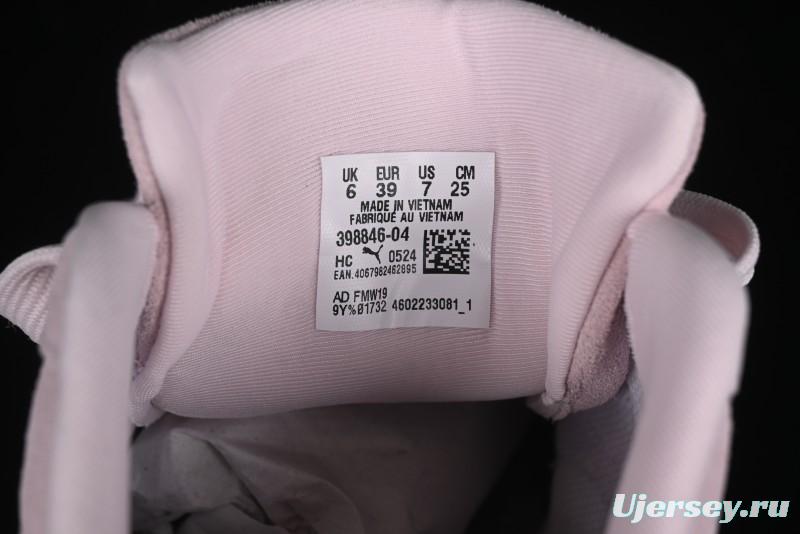 UK EUR US CM
6 39 7 25
MADE IN VIETNAM
FABRIQUÉ AU VIETNAM
398846-04
HC 0524
EAN.4067982462895
AD FMW19
9Y%01732 4602233081_1
Ujersey.ru